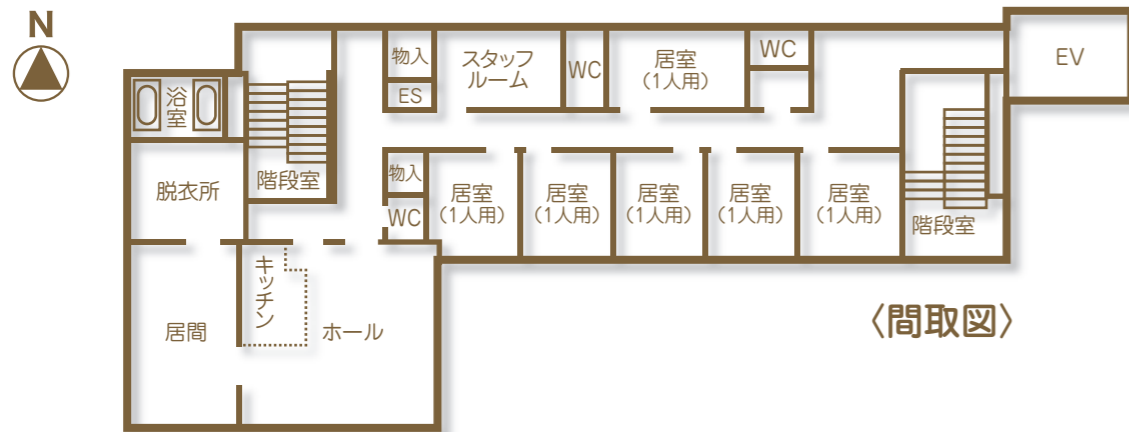 N
物入
スタッフ
ルーム
WC
居室
(1人用)
WC
EV
ES
浴室
階段室
脱衣所
物入
WC
居室
(1人用)
居室
(1人用)
居室
(1人用)
居室
(1人用)
居室
(1人用)
階段室
キッチン
居間
ホール
〈間取図〉